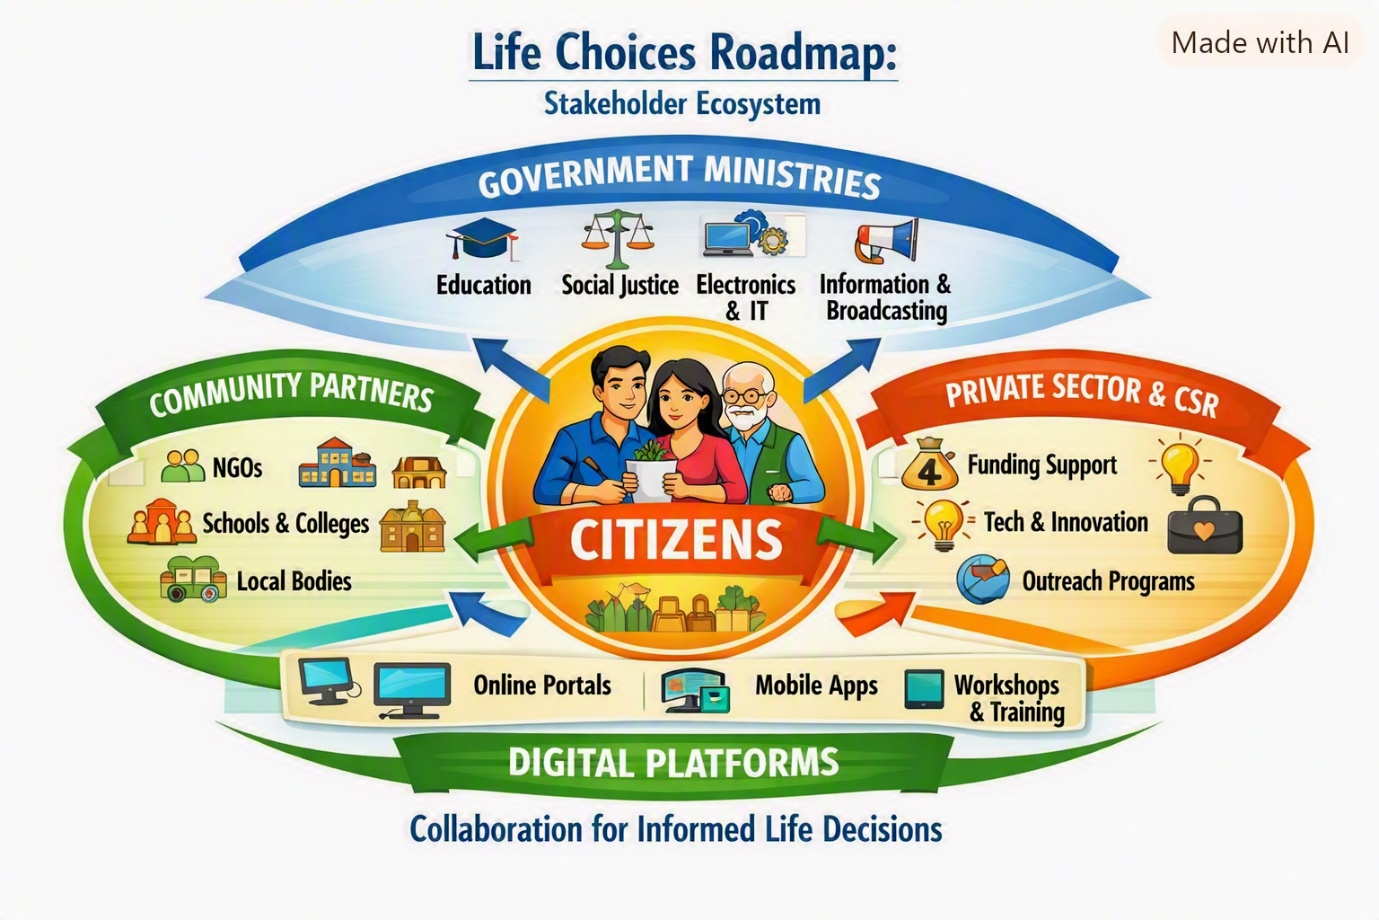 Made with AI
Life Choices Roadmap:
Stakeholder Ecosystem
GOVERNMENT MINISTRIES
Education
Social Justice
Electronics
& IT
Information &
Broadcasting
COMMUNITY PARTNERS
NGOs
Schools & Colleges
Local Bodies
CITIZENS
PRIVATE SECTOR & CSR
4
Funding Support
Tech & Innovation
Outreach Programs
Online Portals
Mobile Apps
Workshops
& Training
DIGITAL PLATFORMS
Collaboration for Informed Life Decisions